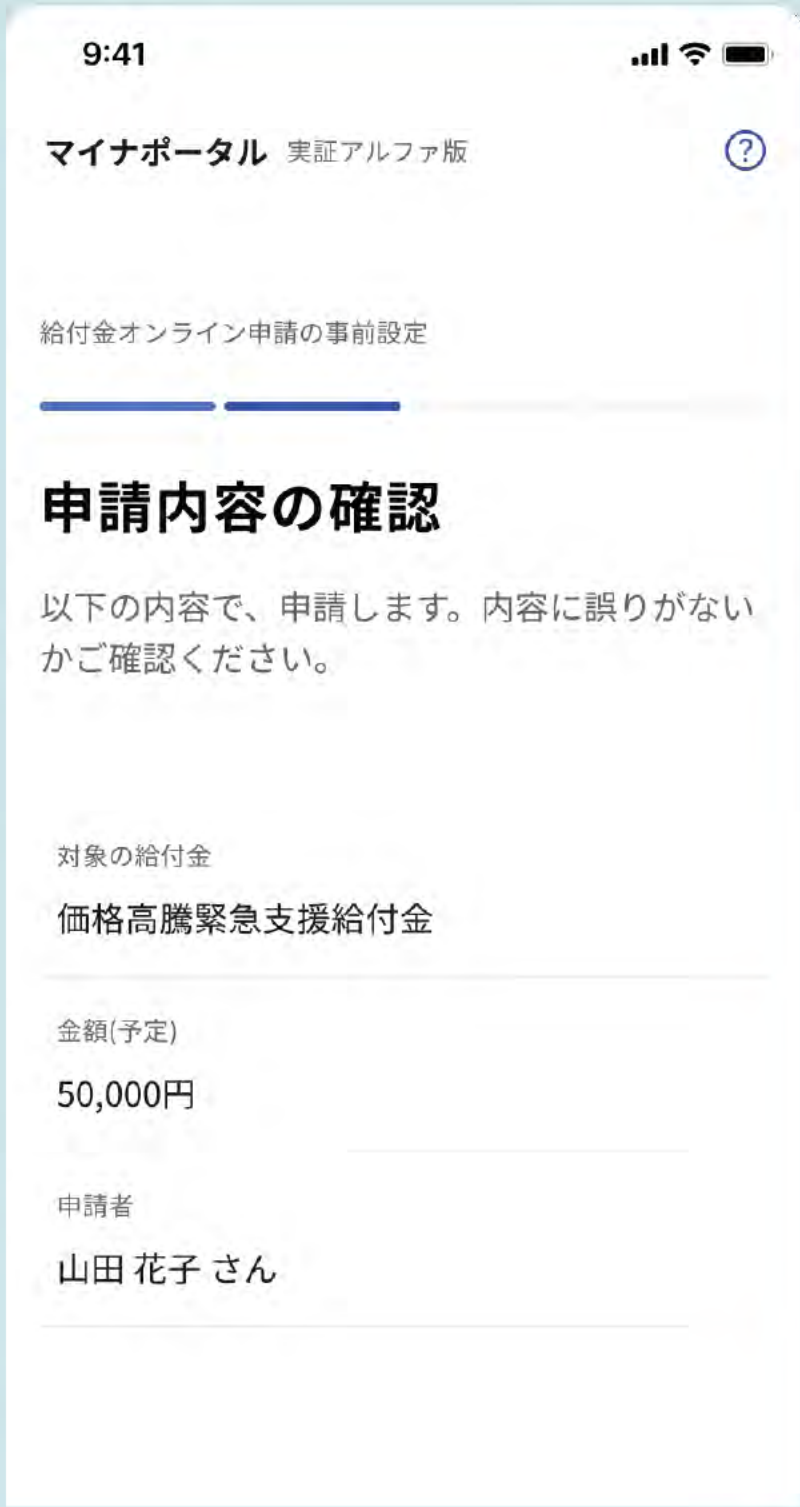 9:41
マイナポータル 実証アルファ版 ?
給付金オンライン申請の事前設定
申請内容の確認
以下の内容で、申請します。内容に誤りがない
かご確認ください。
対象の給付金
価格高騰緊急支援給付金
金額(予定)
50,000円
申請者
山田 花子 さん